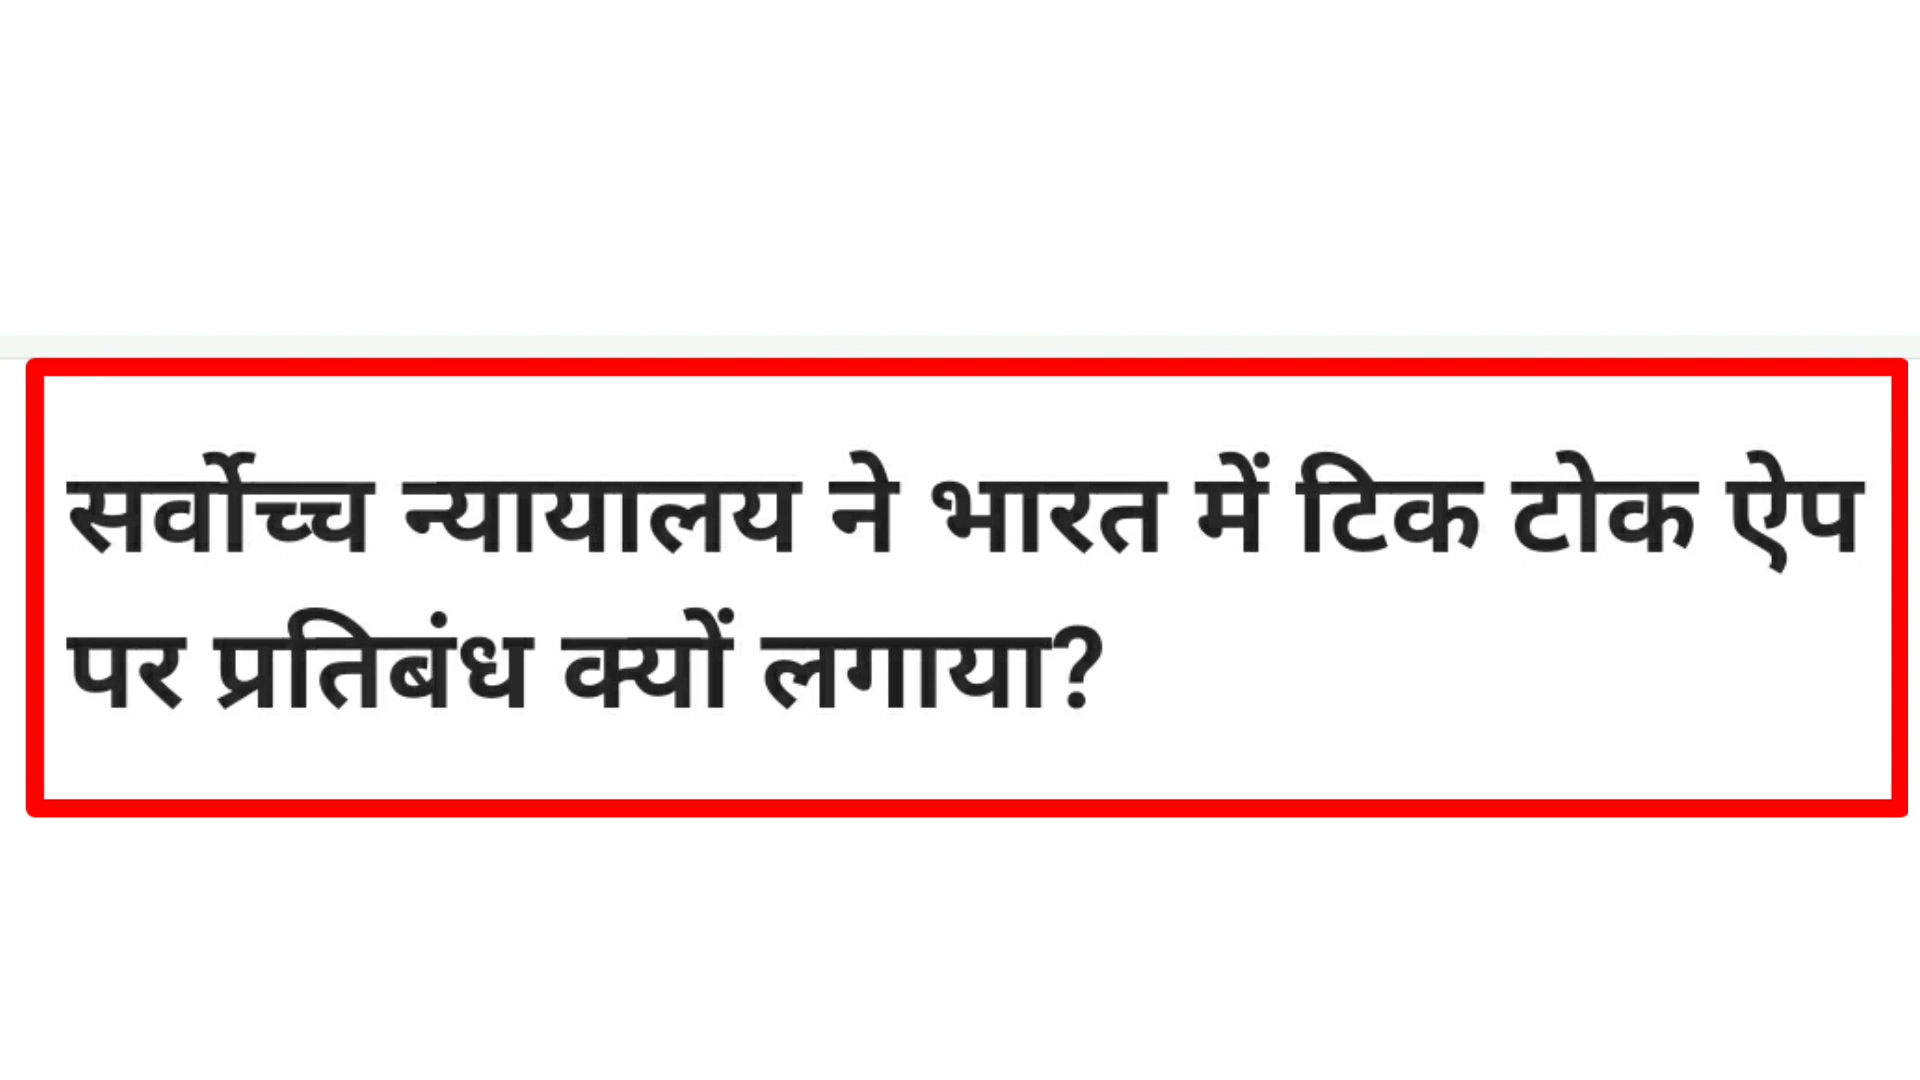 सर्वोच्च न्यायालय ने भारत में टिक टोक ऐप
पर प्रतिबंध क्यों लगाया?